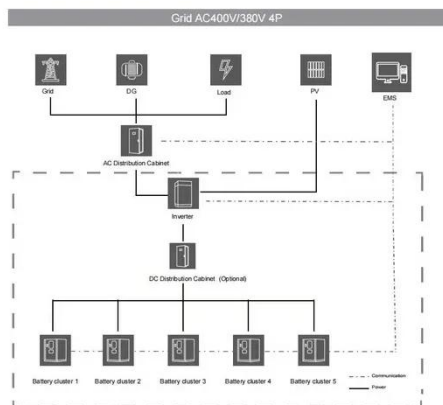 Grid AC400V/380V 4P
Grid DG Load PV EMS
AC Distribution Cabinet
Inverter
DC Distribution Cabinet (Optional)
Battery cluster 1 Battery cluster 2 Battery cluster 3 Battery cluster 4 Battery cluster 5
Communication
Power